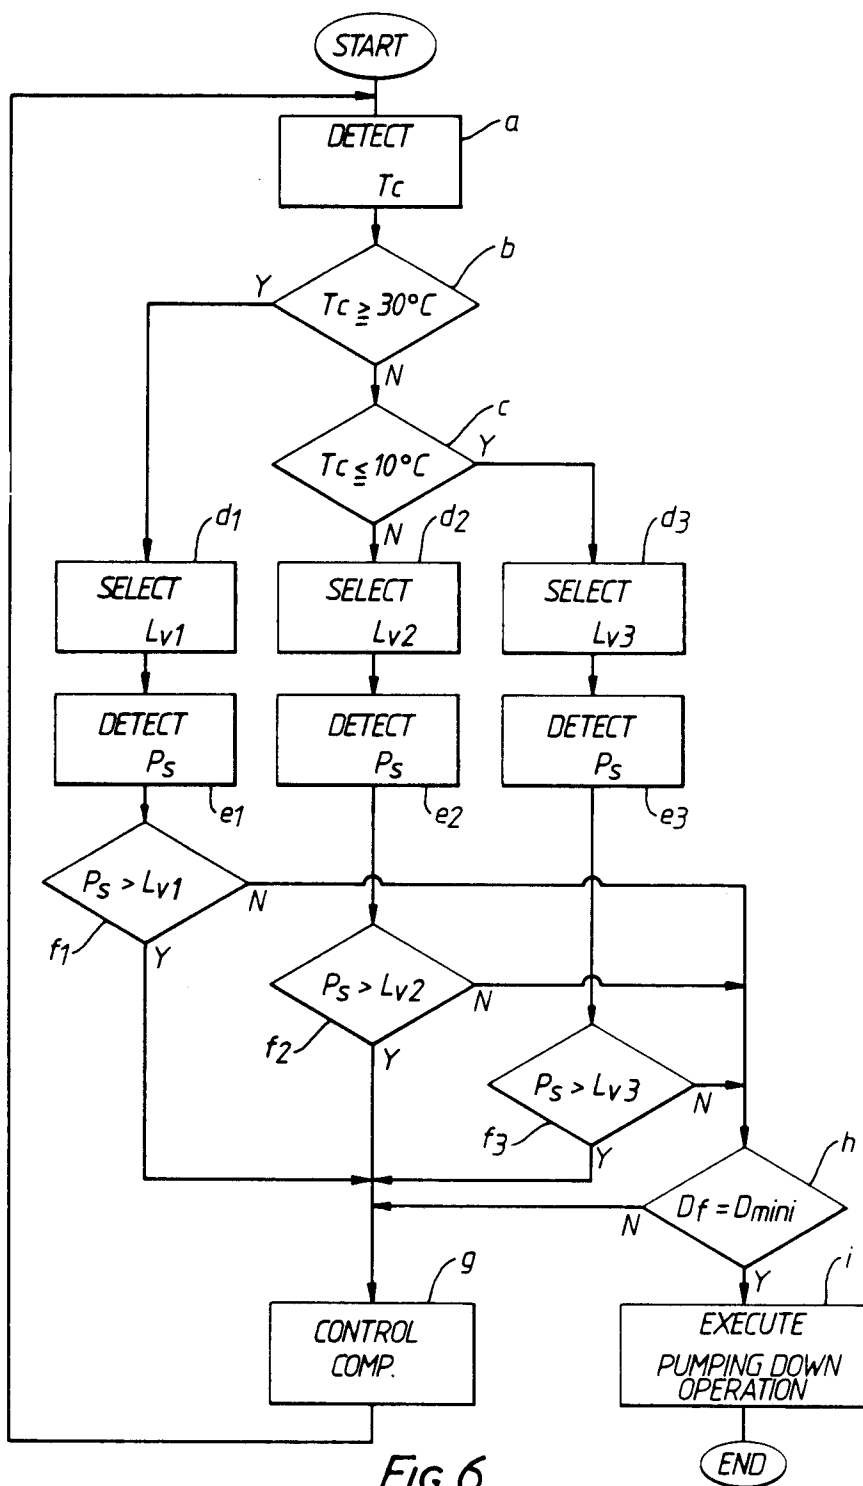 START
DETECT
Tc
a
b
Y
Tc ≧ 30°C
N
c
Tc ≦ 10°C
Y
N
d1
d2
d3
SELECT
Lv1
SELECT
Lv2
SELECT
Lv3
DETECT
Ps
DETECT
Ps
DETECT
Ps
e1
e2
e3
Ps > Lv1
N
f1
Y
Ps > Lv2
N
f2
Y
Ps > Lv3
N
f3
Y
h
Df = Dmini
N
Y
g
i
CONTROL
COMP.
EXECUTE
PUMPING DOWN
OPERATION
END
FIG. 6